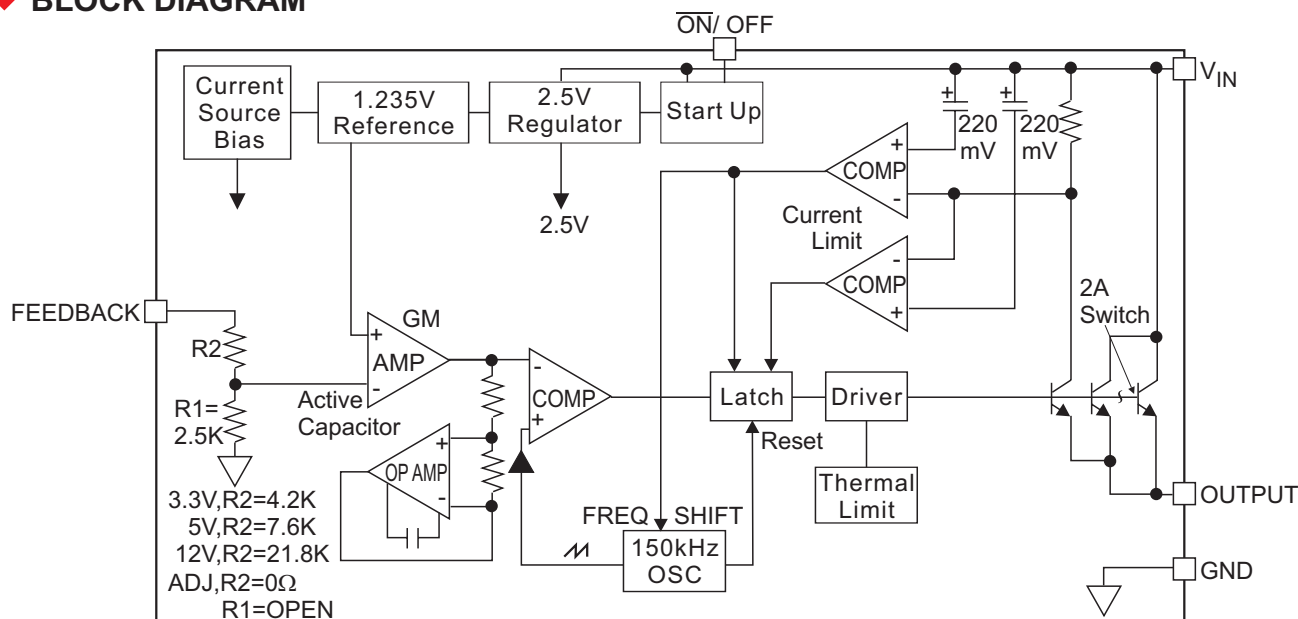 BLOCK DIAGRAM
ON/ OFF
VIN
Current
Source
Bias
1.235V
Reference
2.5V
Regulator
Start Up
+
220
mV
+
220
mV
2.5V
+
COMP
-
Current
Limit
-
COMP
+
2A
Switch
FEEDBACK
R2
R1=
2.5K
GM
+
AMP
-
Active
Capacitor
-
COMP
+
+
OP AMP
-
Latch
Driver
Reset
Thermal
Limit
OUTPUT
3.3V,R2=4.2K
5V,R2=7.6K
12V,R2=21.8K
ADJ,R2=0Ω
R1=OPEN
FREQ SHIFT
150kHz
OSC
GND